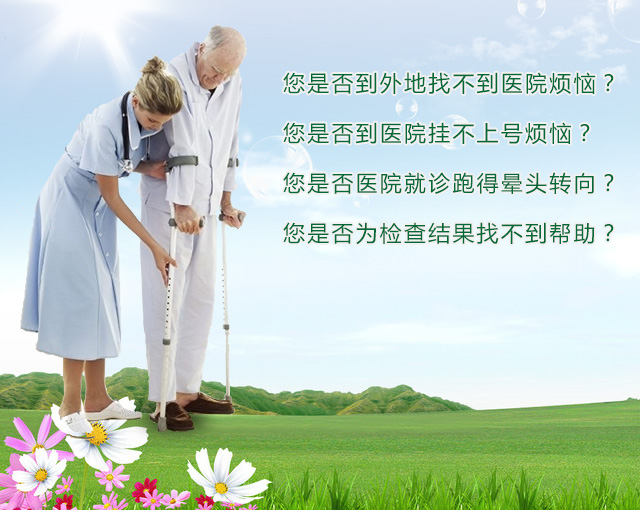 您是否到外地找不到医院烦恼？
您是否到医院挂不上号烦恼？
您是否医院就诊跑得晕头转向？
您是否为检查结果找不到帮助？